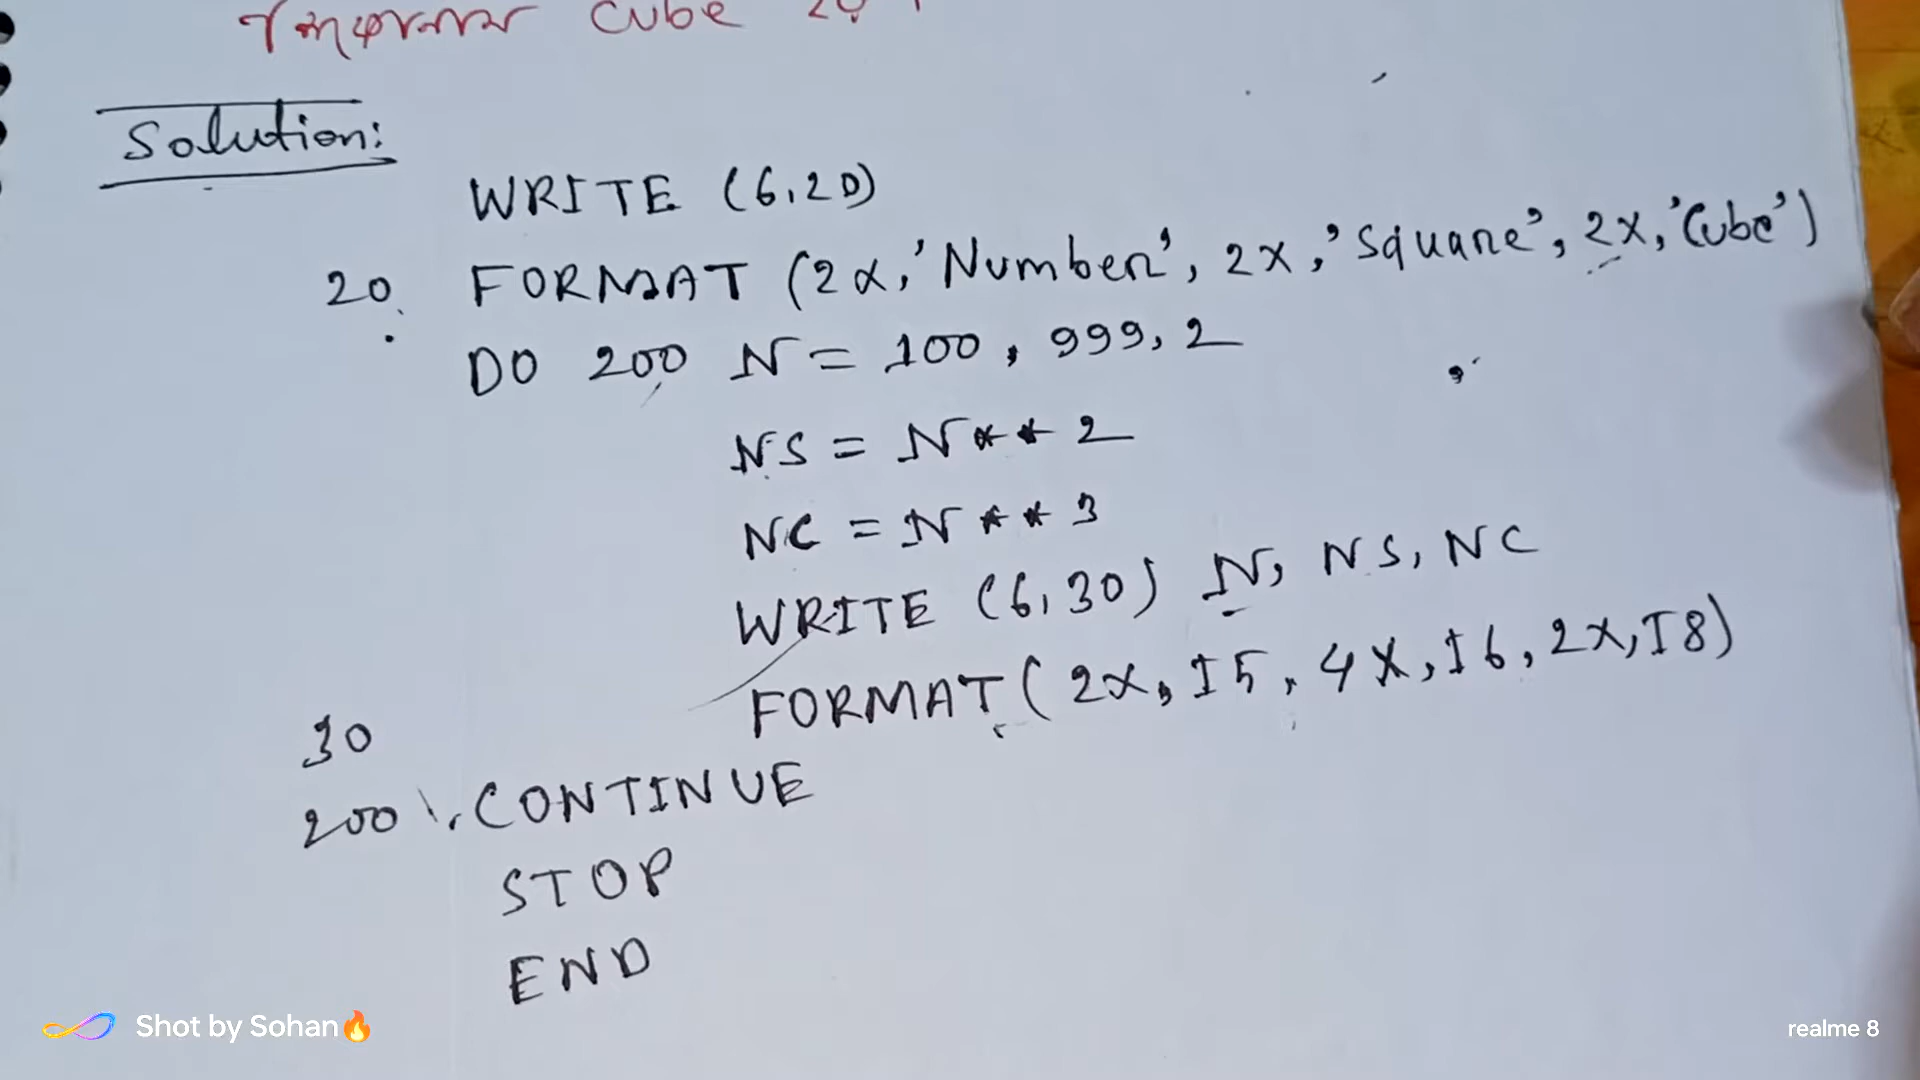 Cube
Solution:
WRITE (6,20)
20 FORMAT (2X,'Number', 2X,'Square', 2X,'Cube')
DO 200 N = 100, 999, 2
NS = N**2
NC = N**3
WRITE (6,30) N, NS, NC
30 FORMAT (2X, I5, 4X, I6, 2X, I8)
200 CONTINUE
STOP
END
Shot by Sohan🔥
realme 8